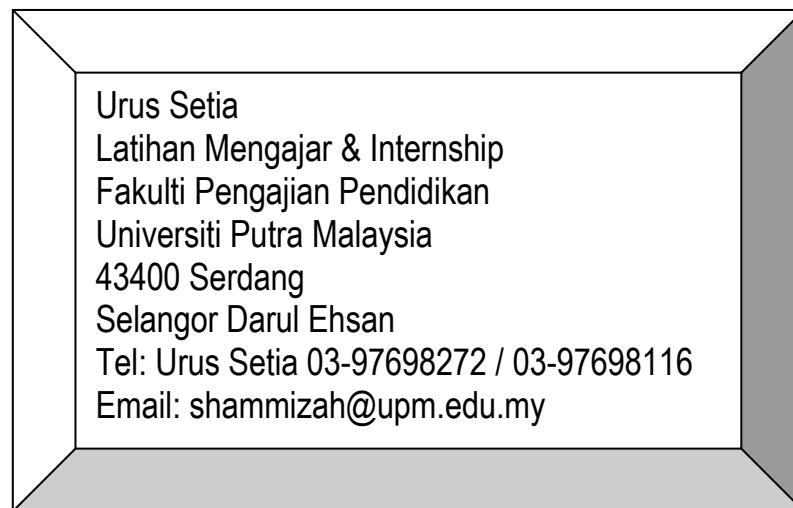 Urus Setia
Latihan Mengajar & Internship
Fakulti Pengajian Pendidikan
Universiti Putra Malaysia
43400 Serdang
Selangor Darul Ehsan
Tel: Urus Setia 03-97698272 / 03-97698116
Email: shammizah@upm.edu.my